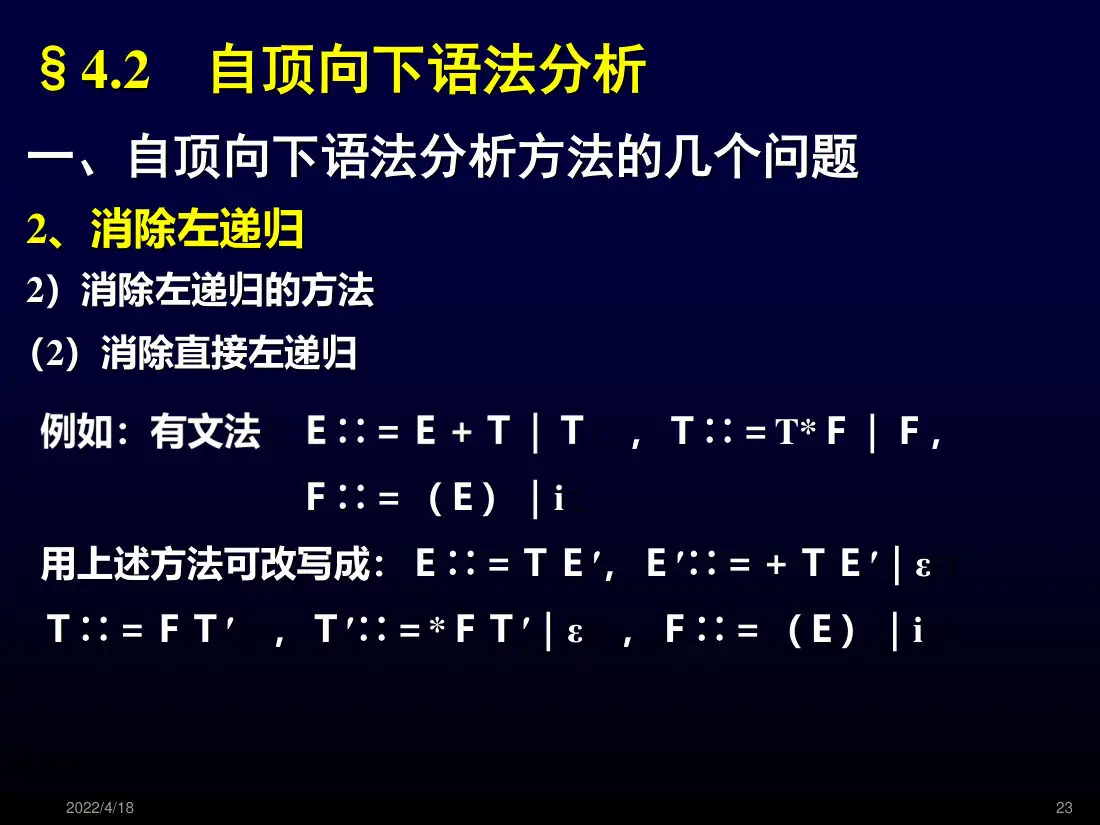 §4.2 自顶向下语法分析
一、自顶向下语法分析方法的几个问题
2、消除左递归
2）消除左递归的方法
（2）消除直接左递归
例如：有文法 E ∷= E + T | T ， T ∷= T* F | F ，
F ∷= （E） | i
用上述方法可改写成： E ∷= T E ′， E ′∷= + T E ′ | ε
T ∷= F T ′ ， T ′∷= * F T ′ | ε ， F ∷= （E） | i
2022/4/18
23